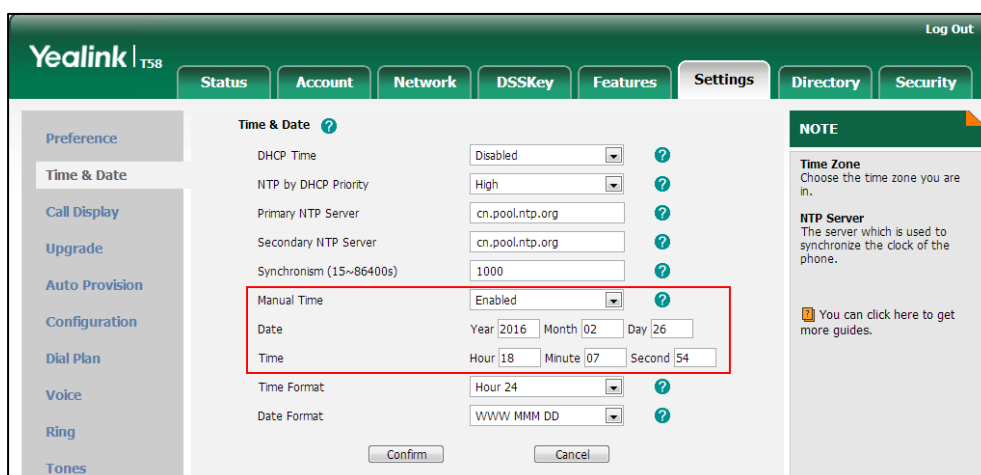 Log Out
Yealink T58
Status Account Network DSSKey Features Settings Directory Security
Preference
Time & Date
Call Display
Upgrade
Auto Provision
Configuration
Dial Plan
Voice
Ring
Tones
Time & Date ?
DHCP Time Disabled ?
NTP by DHCP Priority High ?
Primary NTP Server cn.pool.ntp.org ?
Secondary NTP Server cn.pool.ntp.org ?
Synchronism (15~86400s) 1000 ?
Manual Time Enabled ?
Date Year 2016 Month 02 Day 26
Time Hour 18 Minute 07 Second 54
Time Format Hour 24 ?
Date Format WWW MMM DD ?
Confirm Cancel
NOTE
Time Zone
Choose the time zone you are
in.
NTP Server
The server which is used to
synchronize the clock of the
phone.
? You can click here to get
more guides.